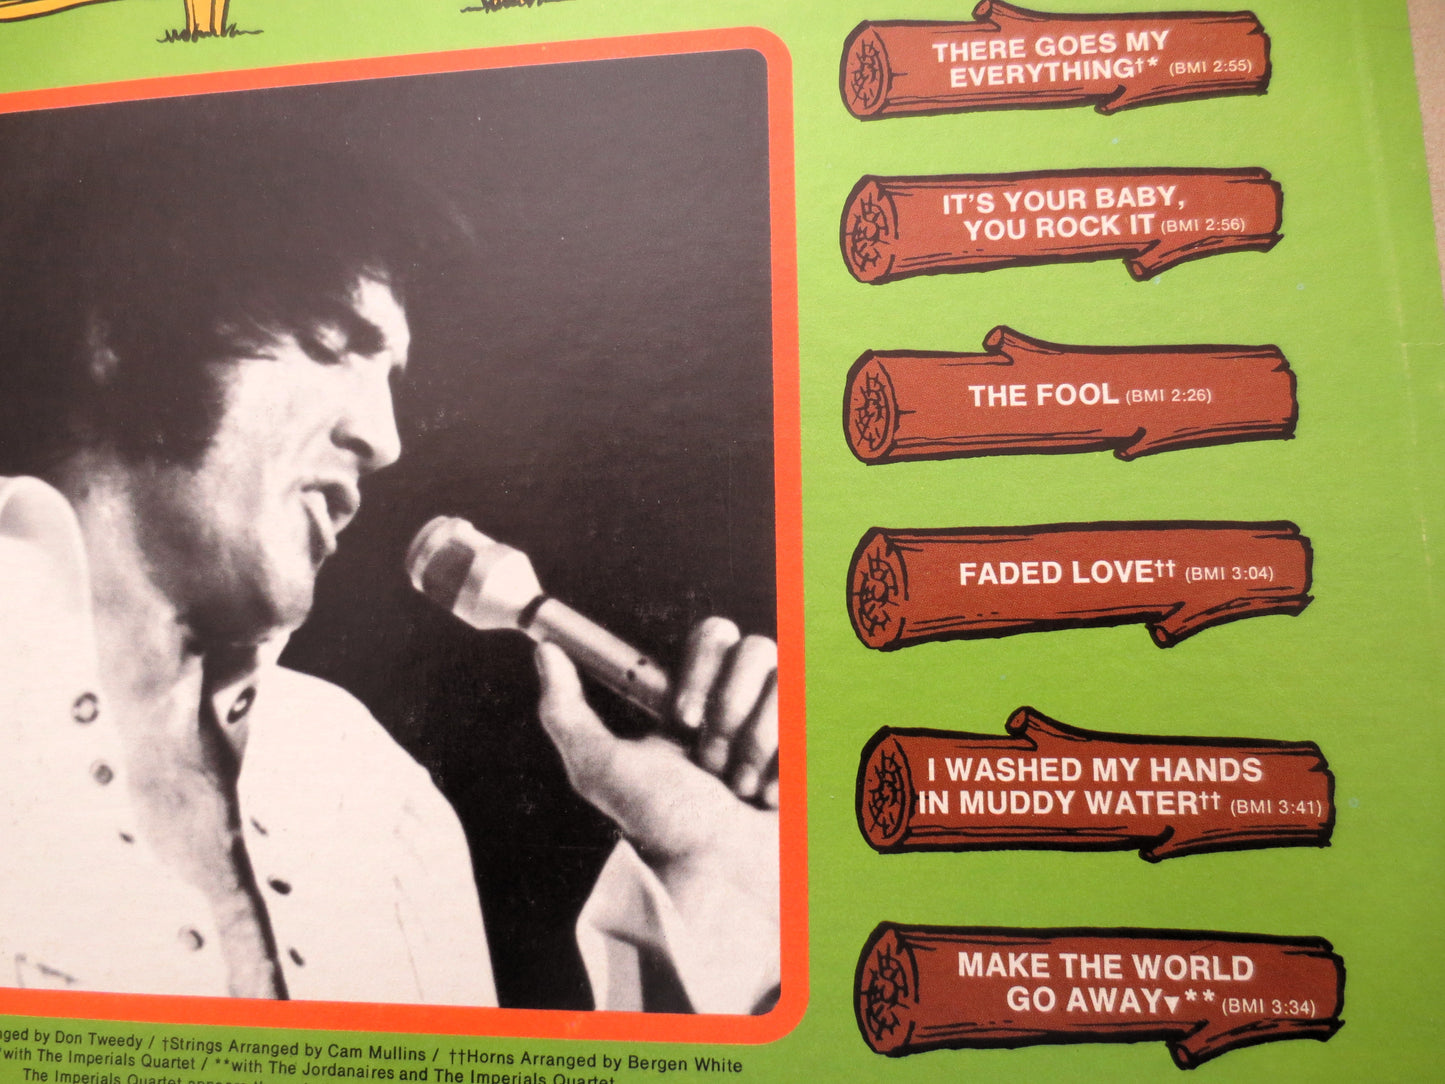 THERE GOES MY
EVERYTHING†* (BMI 2:55)
IT'S YOUR BABY,
YOU ROCK IT (BMI 2:56)
THE FOOL (BMI 2:26)
FADED LOVE†† (BMI 3:04)
I WASHED MY HANDS
IN MUDDY WATER†† (BMI 3:41)
MAKE THE WORLD
GO AWAY▼** (BMI 3:34)
by Don Tweedy / †Strings Arranged by Cam Mullins / ††Horns Arranged by Bergen White
*with The Imperials Quartet / **with The Jordanaires and The Imperials Quartet
The Imperials Quartet